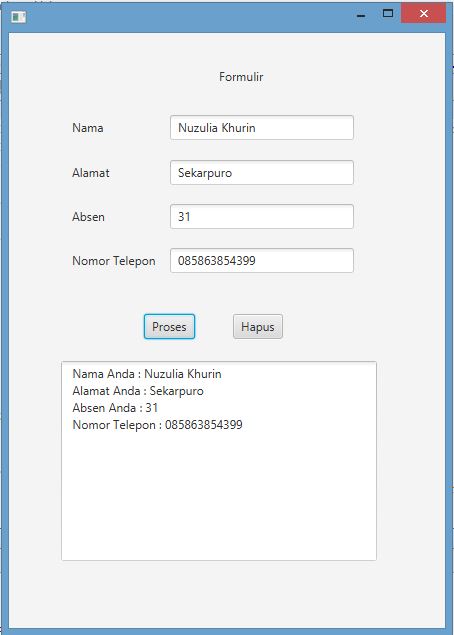 Formulir
Nama Nuzulia Khurin
Alamat Sekarpuro
Absen 31
Nomor Telepon 085863854399
Proses Hapus
Nama Anda : Nuzulia Khurin
Alamat Anda : Sekarpuro
Absen Anda : 31
Nomor Telepon : 085863854399